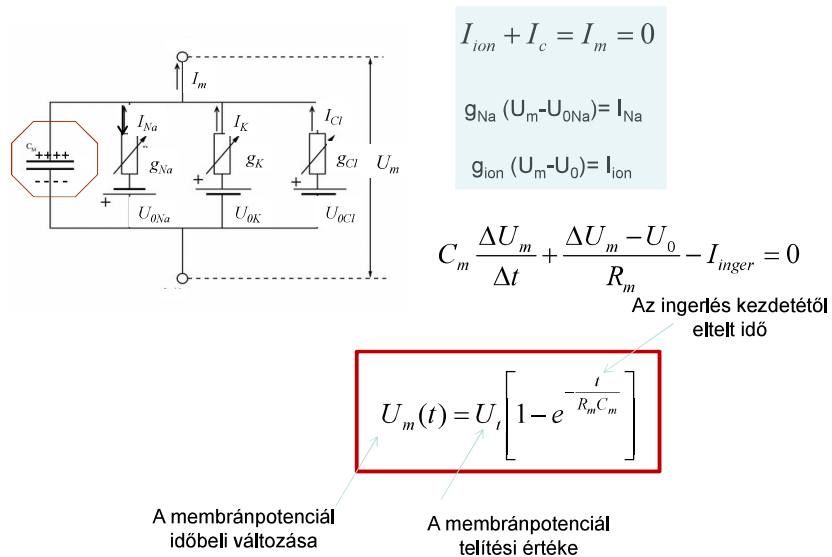 I_m
I_Na
I_K
I_Cl
C_M
++++
- - - -
g_Na
g_K
g_Cl
U_m
+
+
+
U_0Na
U_0K
U_0Cl
I_ion + I_c = I_m = 0
g_Na (U_m-U_0Na)= I_Na
g_ion (U_m-U_0)= I_ion
C_m ΔU_m/Δt + (ΔU_m − U_0)/R_m − I_inger = 0
Az ingerlés kezdetétől
eltelt idő
U_m(t) = U_t [1 − e^(−t/(R_m C_m))]
A membránpotenciál
időbeli változása
A membránpotenciál
telítési értéke